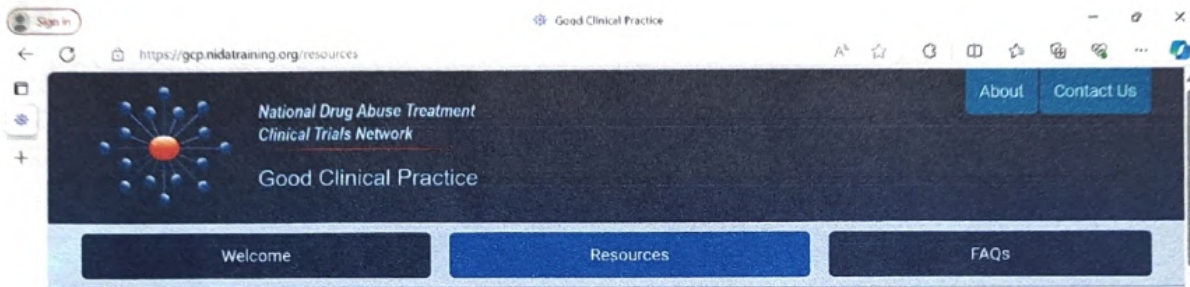 Sign in
Good Clinical Practice
https://gcp.nidatraining.org/resources
About
Contact Us
National Drug Abuse Treatment
Clinical Trials Network
Good Clinical Practice
Welcome
Resources
FAQs